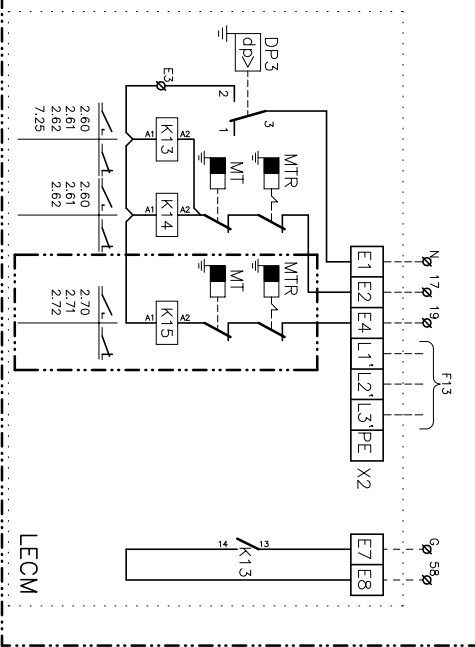 DP3
dp>
E3
2
1
3
2.60
2.61
2.62
7.25
A1
K13
A2
MT
MTR
2.60
2.61
2.62
A1
K14
A2
2.70
2.71
2.72
A1
K15
A2
MT
MTR
E1
E2
E4
L1'
L2'
L3'
PE
X2
N
17
19
F13
14
13
K13
E7
E8
G
58
LECM